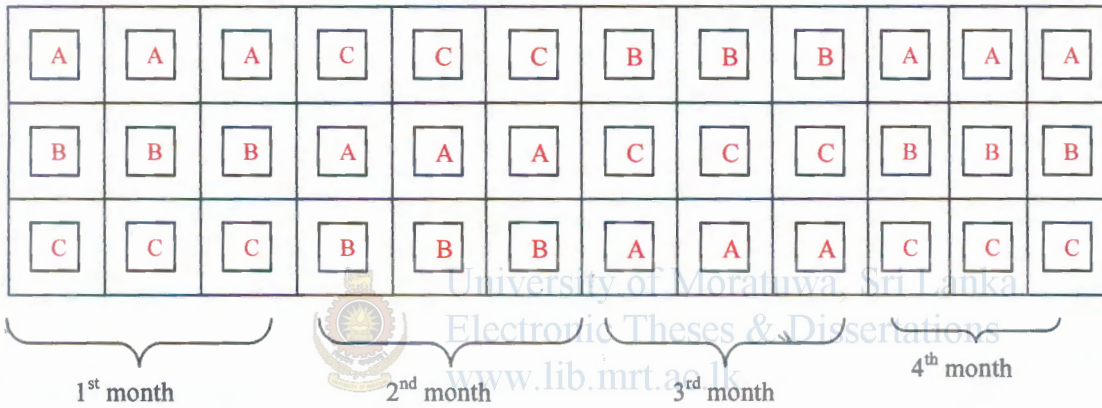 A A A C C C B B B A A A
B B B A A A C C C B B B
C C C B B B A A A C C C
University of Moratuwa, Sri Lanka
Electronic Theses & Dissertations
www.lib.mrt.ac.lk
1st month 2nd month 3rd month 4th month